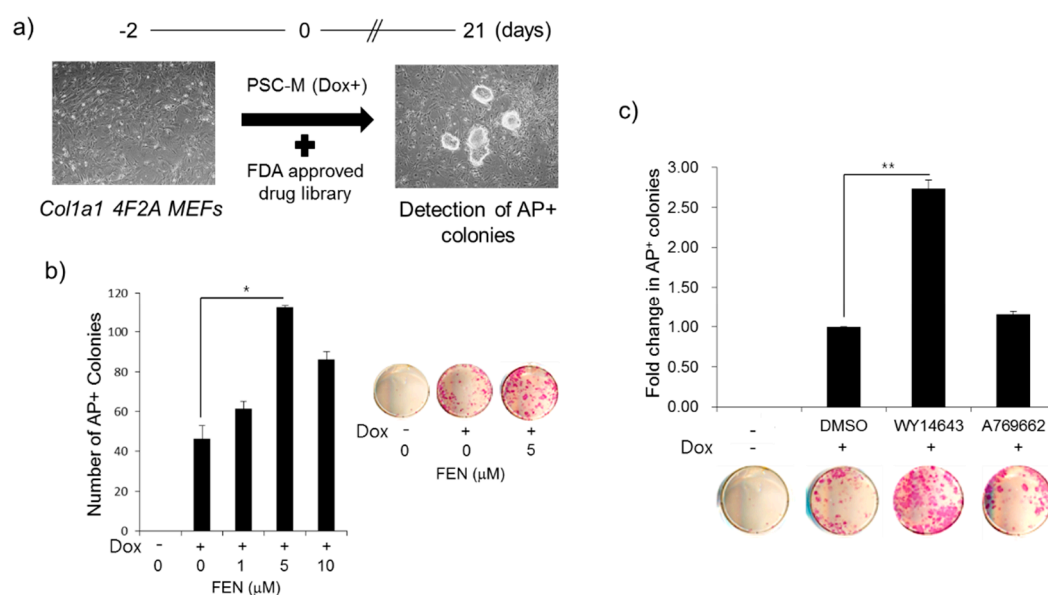 a)
-2 0 21 (days)
PSC-M (Dox+)
FDA approved
drug library
Col1a1 4F2A MEFs
Detection of AP+
colonies
b)
Number of AP+ Colonies
120
100
80
60
40
20
0
*
Dox - + + + +
0 0 1 5 10
FEN (μM)
Dox - + +
0 0 5
FEN (μM)
c)
Fold change in AP+ colonies
3.00
2.50
2.00
1.50
1.00
0.50
0.00
**
- DMSO WY14643 A769662
Dox - + + +